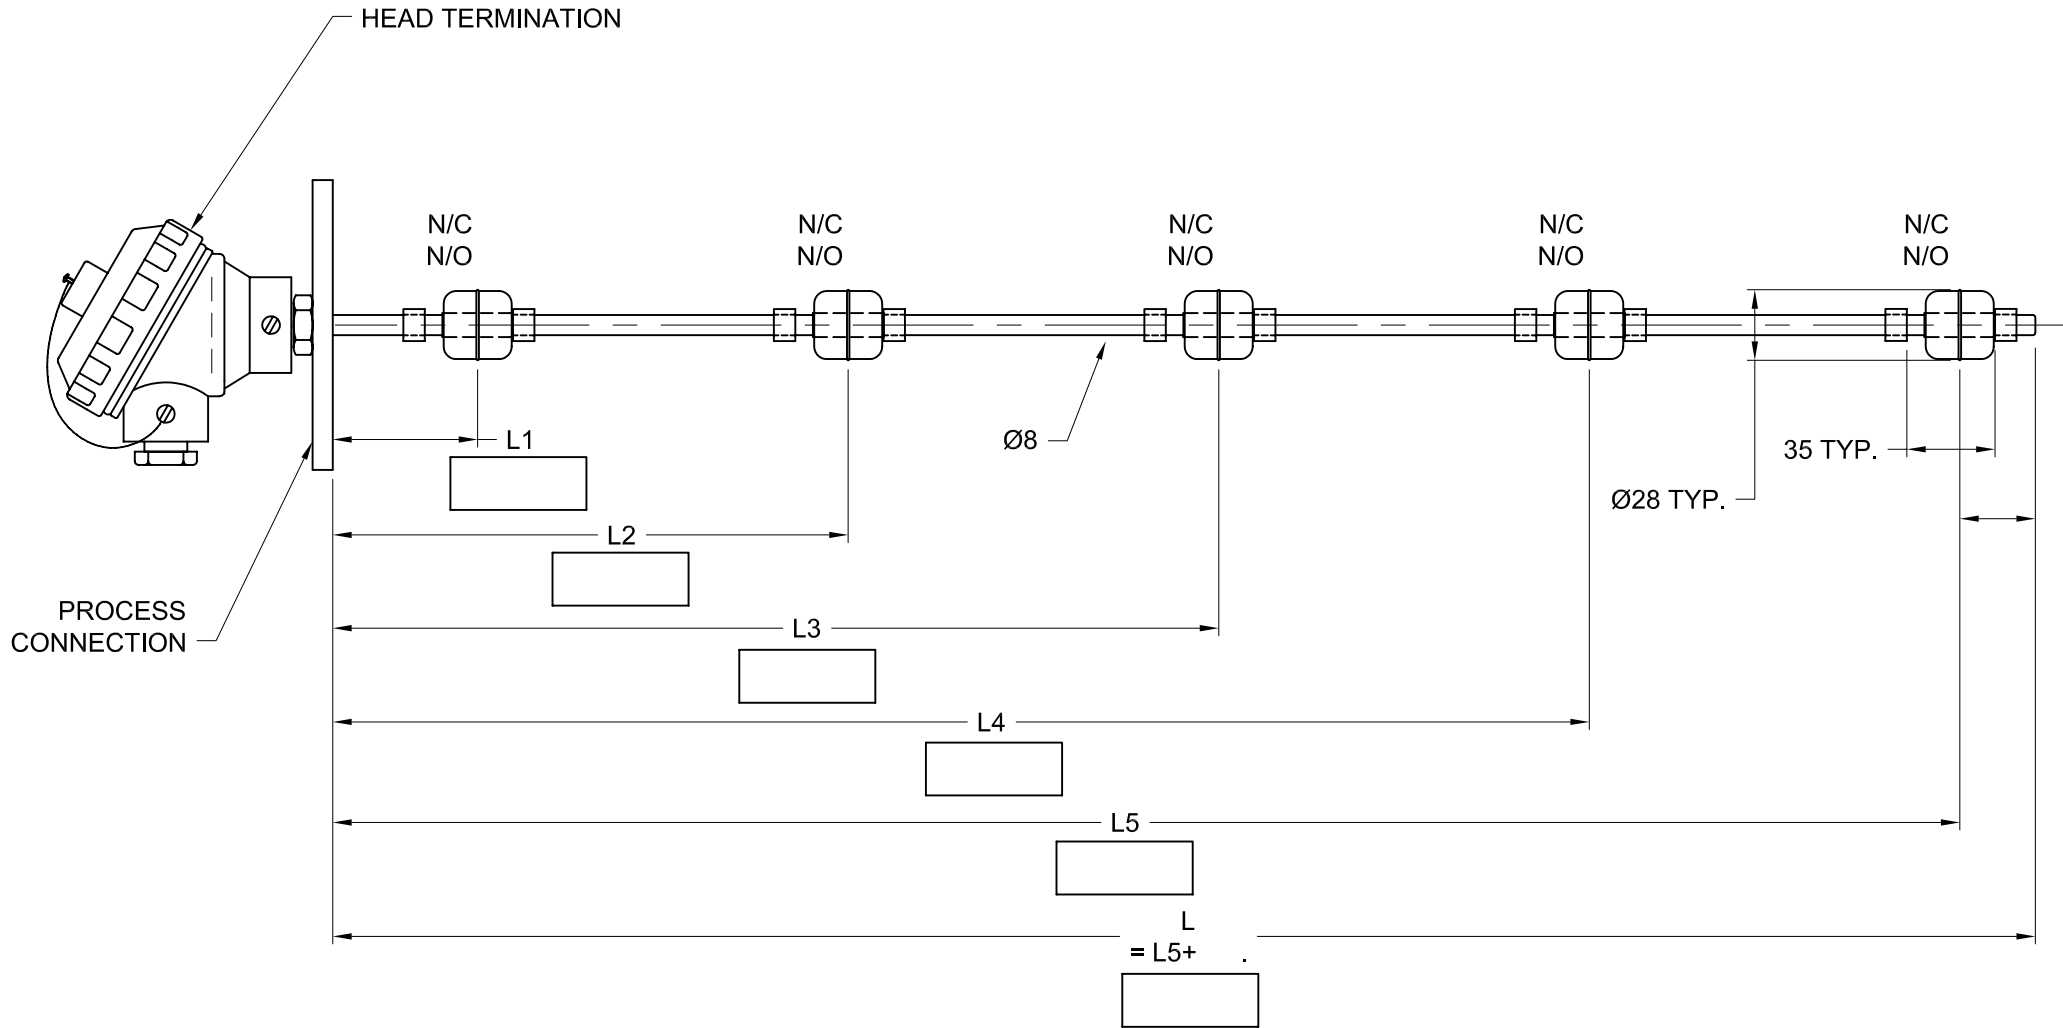 HEAD TERMINATION
N/C
N/O
N/C
N/O
N/C
N/O
N/C
N/O
N/C
N/O
L1
Ø8
35 TYP.
Ø28 TYP.
L2
PROCESS
CONNECTION
L3
L4
L5
L
= L5+ .